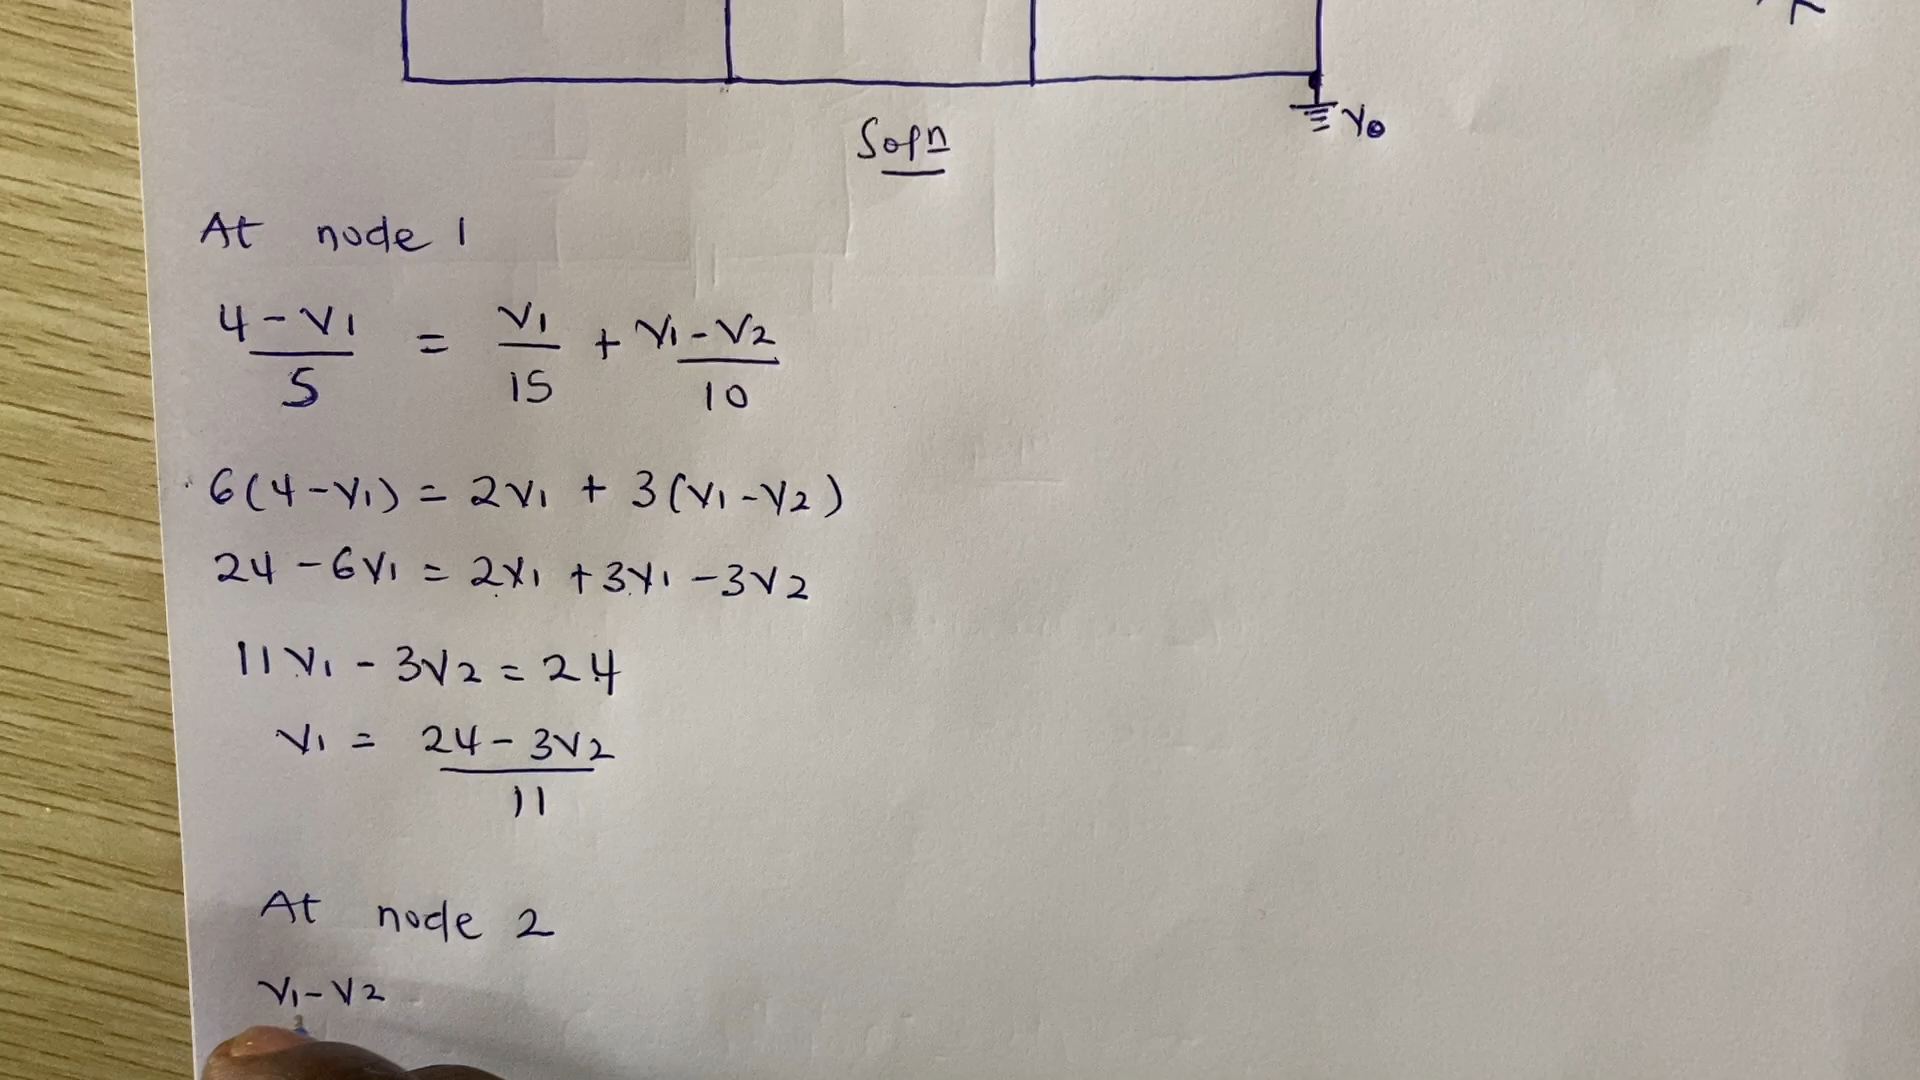 V0
Soln
At node 1
4-V1/5 = V1/15 + V1-V2/10
6(4-V1) = 2V1 + 3(V1-V2)
24-6V1 = 2V1 + 3V1 - 3V2
11V1 - 3V2 = 24
V1 = 24-3V2/11
At node 2
V1-V2